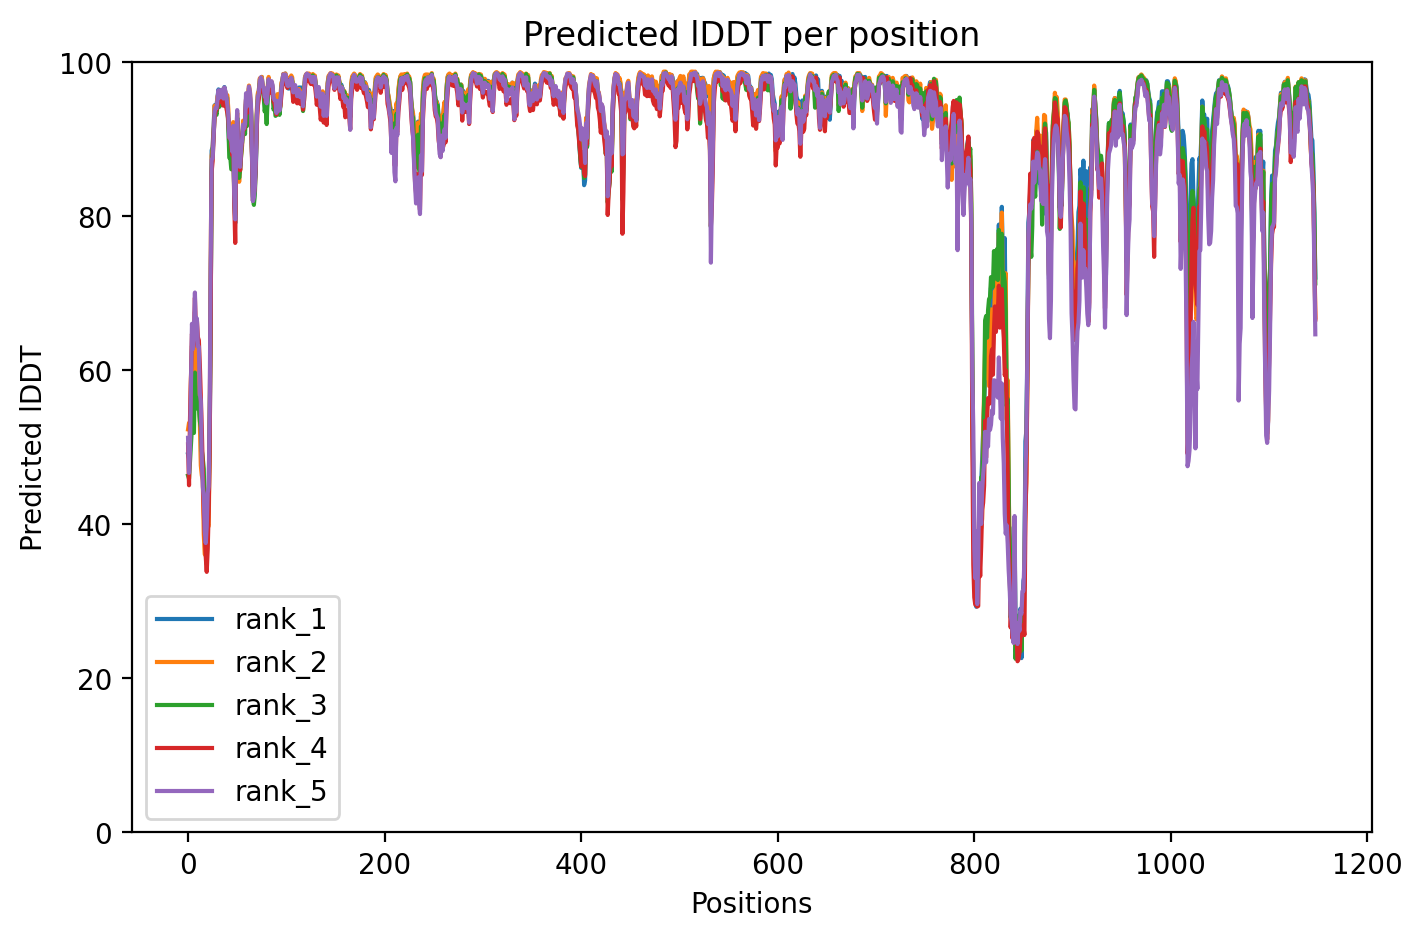 Predicted lDDT per position
100
80
60
40
20
0
Predicted lDDT
rank_1
rank_2
rank_3
rank_4
rank_5
0 200 400 600 800 1000 1200
Positions